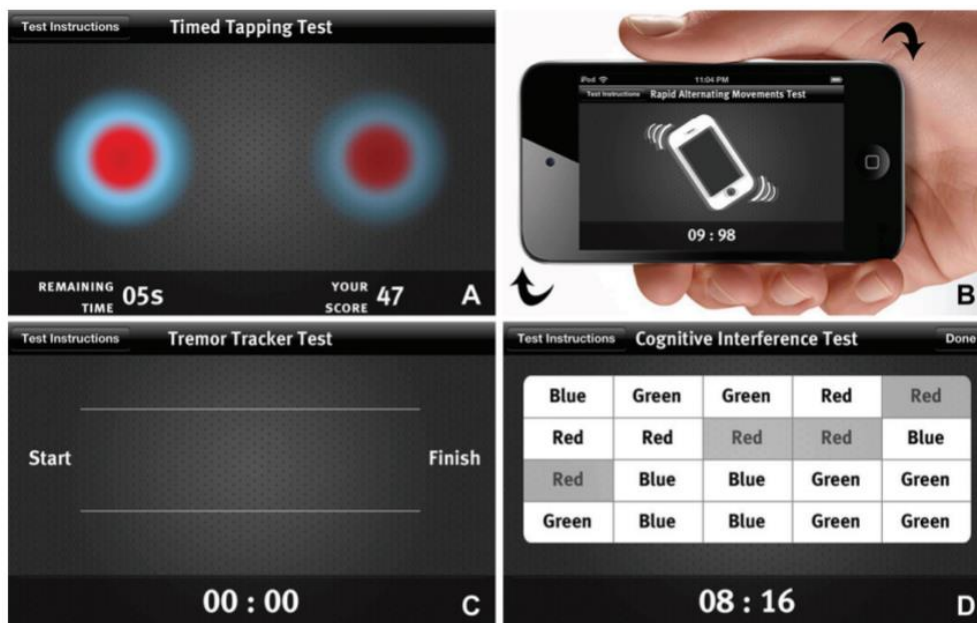 Test Instructions Timed Tapping Test
REMAINING TIME 05s
YOUR SCORE 47
A
iPod 11:04 PM
Test Instructions Rapid Alternating Movements Test
09 : 98
B
Test Instructions Tremor Tracker Test
Start Finish
00 : 00
C
Test Instructions Cognitive Interference Test Done
Blue Green Green Red Red
Red Red Red Red Blue
Red Blue Blue Green Green
Green Blue Blue Green Green
08 : 16
D